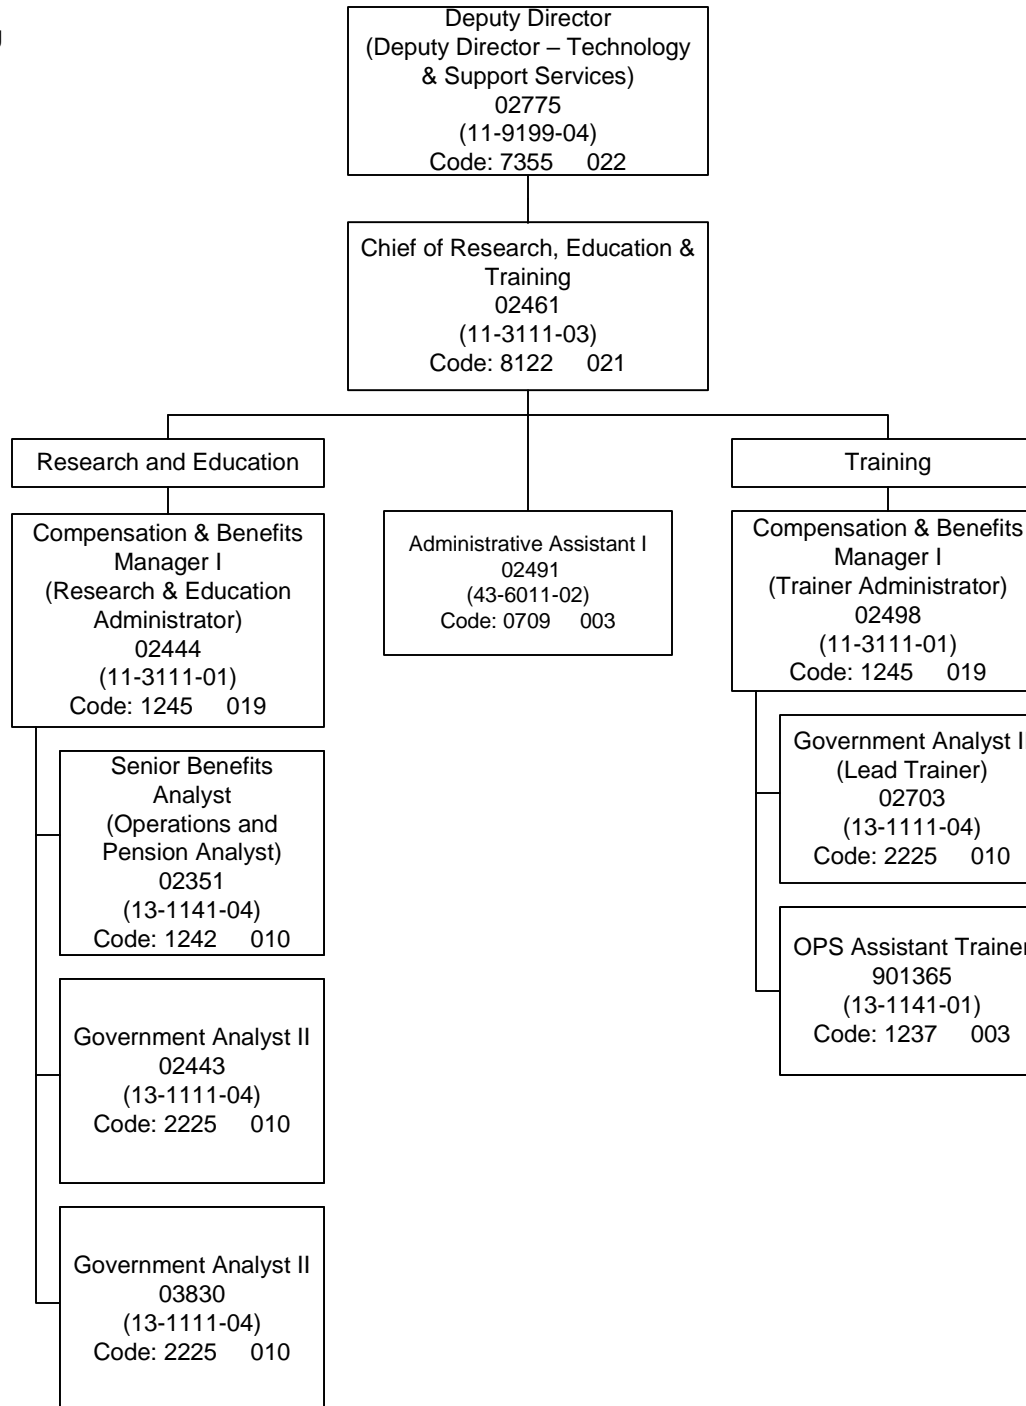 Deputy Director
(Deputy Director – Technology
& Support Services)
02775
(11-9199-04)
Code: 7355 022
Chief of Research, Education &
Training
02461
(11-3111-03)
Code: 8122 021
Research and Education
Training
Compensation & Benefits
Manager I
(Research & Education
Administrator)
02444
(11-3111-01)
Code: 1245 019
Administrative Assistant I
02491
(43-6011-02)
Code: 0709 003
Compensation & Benefits
Manager I
(Trainer Administrator)
02498
(11-3111-01)
Code: 1245 019
Senior Benefits
Analyst
(Operations and
Pension Analyst)
02351
(13-1141-04)
Code: 1242 010
Government Analyst II
02443
(13-1111-04)
Code: 2225 010
Government Analyst II
03830
(13-1111-04)
Code: 2225 010
Government Analyst II
(Lead Trainer)
02703
(13-1111-04)
Code: 2225 010
OPS Assistant Trainer
901365
(13-1141-01)
Code: 1237 003